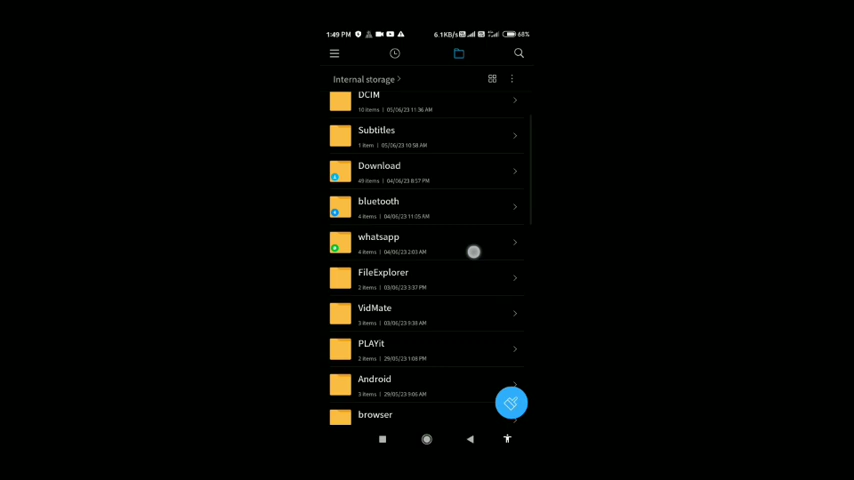 1:49 PM 6.1KB/s 68%
Internal storage >
DCIM
10 items | 05/06/23 11:36 AM
Subtitles
1 item | 05/06/23 10:58 AM
Download
49 items | 04/06/23 8:57 PM
bluetooth
4 items | 04/06/23 11:05 AM
whatsapp
4 items | 04/06/23 2:03 AM
FileExplorer
2 items | 03/06/23 3:37 PM
VidMate
3 items | 03/06/23 9:38 AM
PLAYit
2 items | 29/05/23 1:08 PM
Android
3 items | 29/05/23 9:06 AM
browser